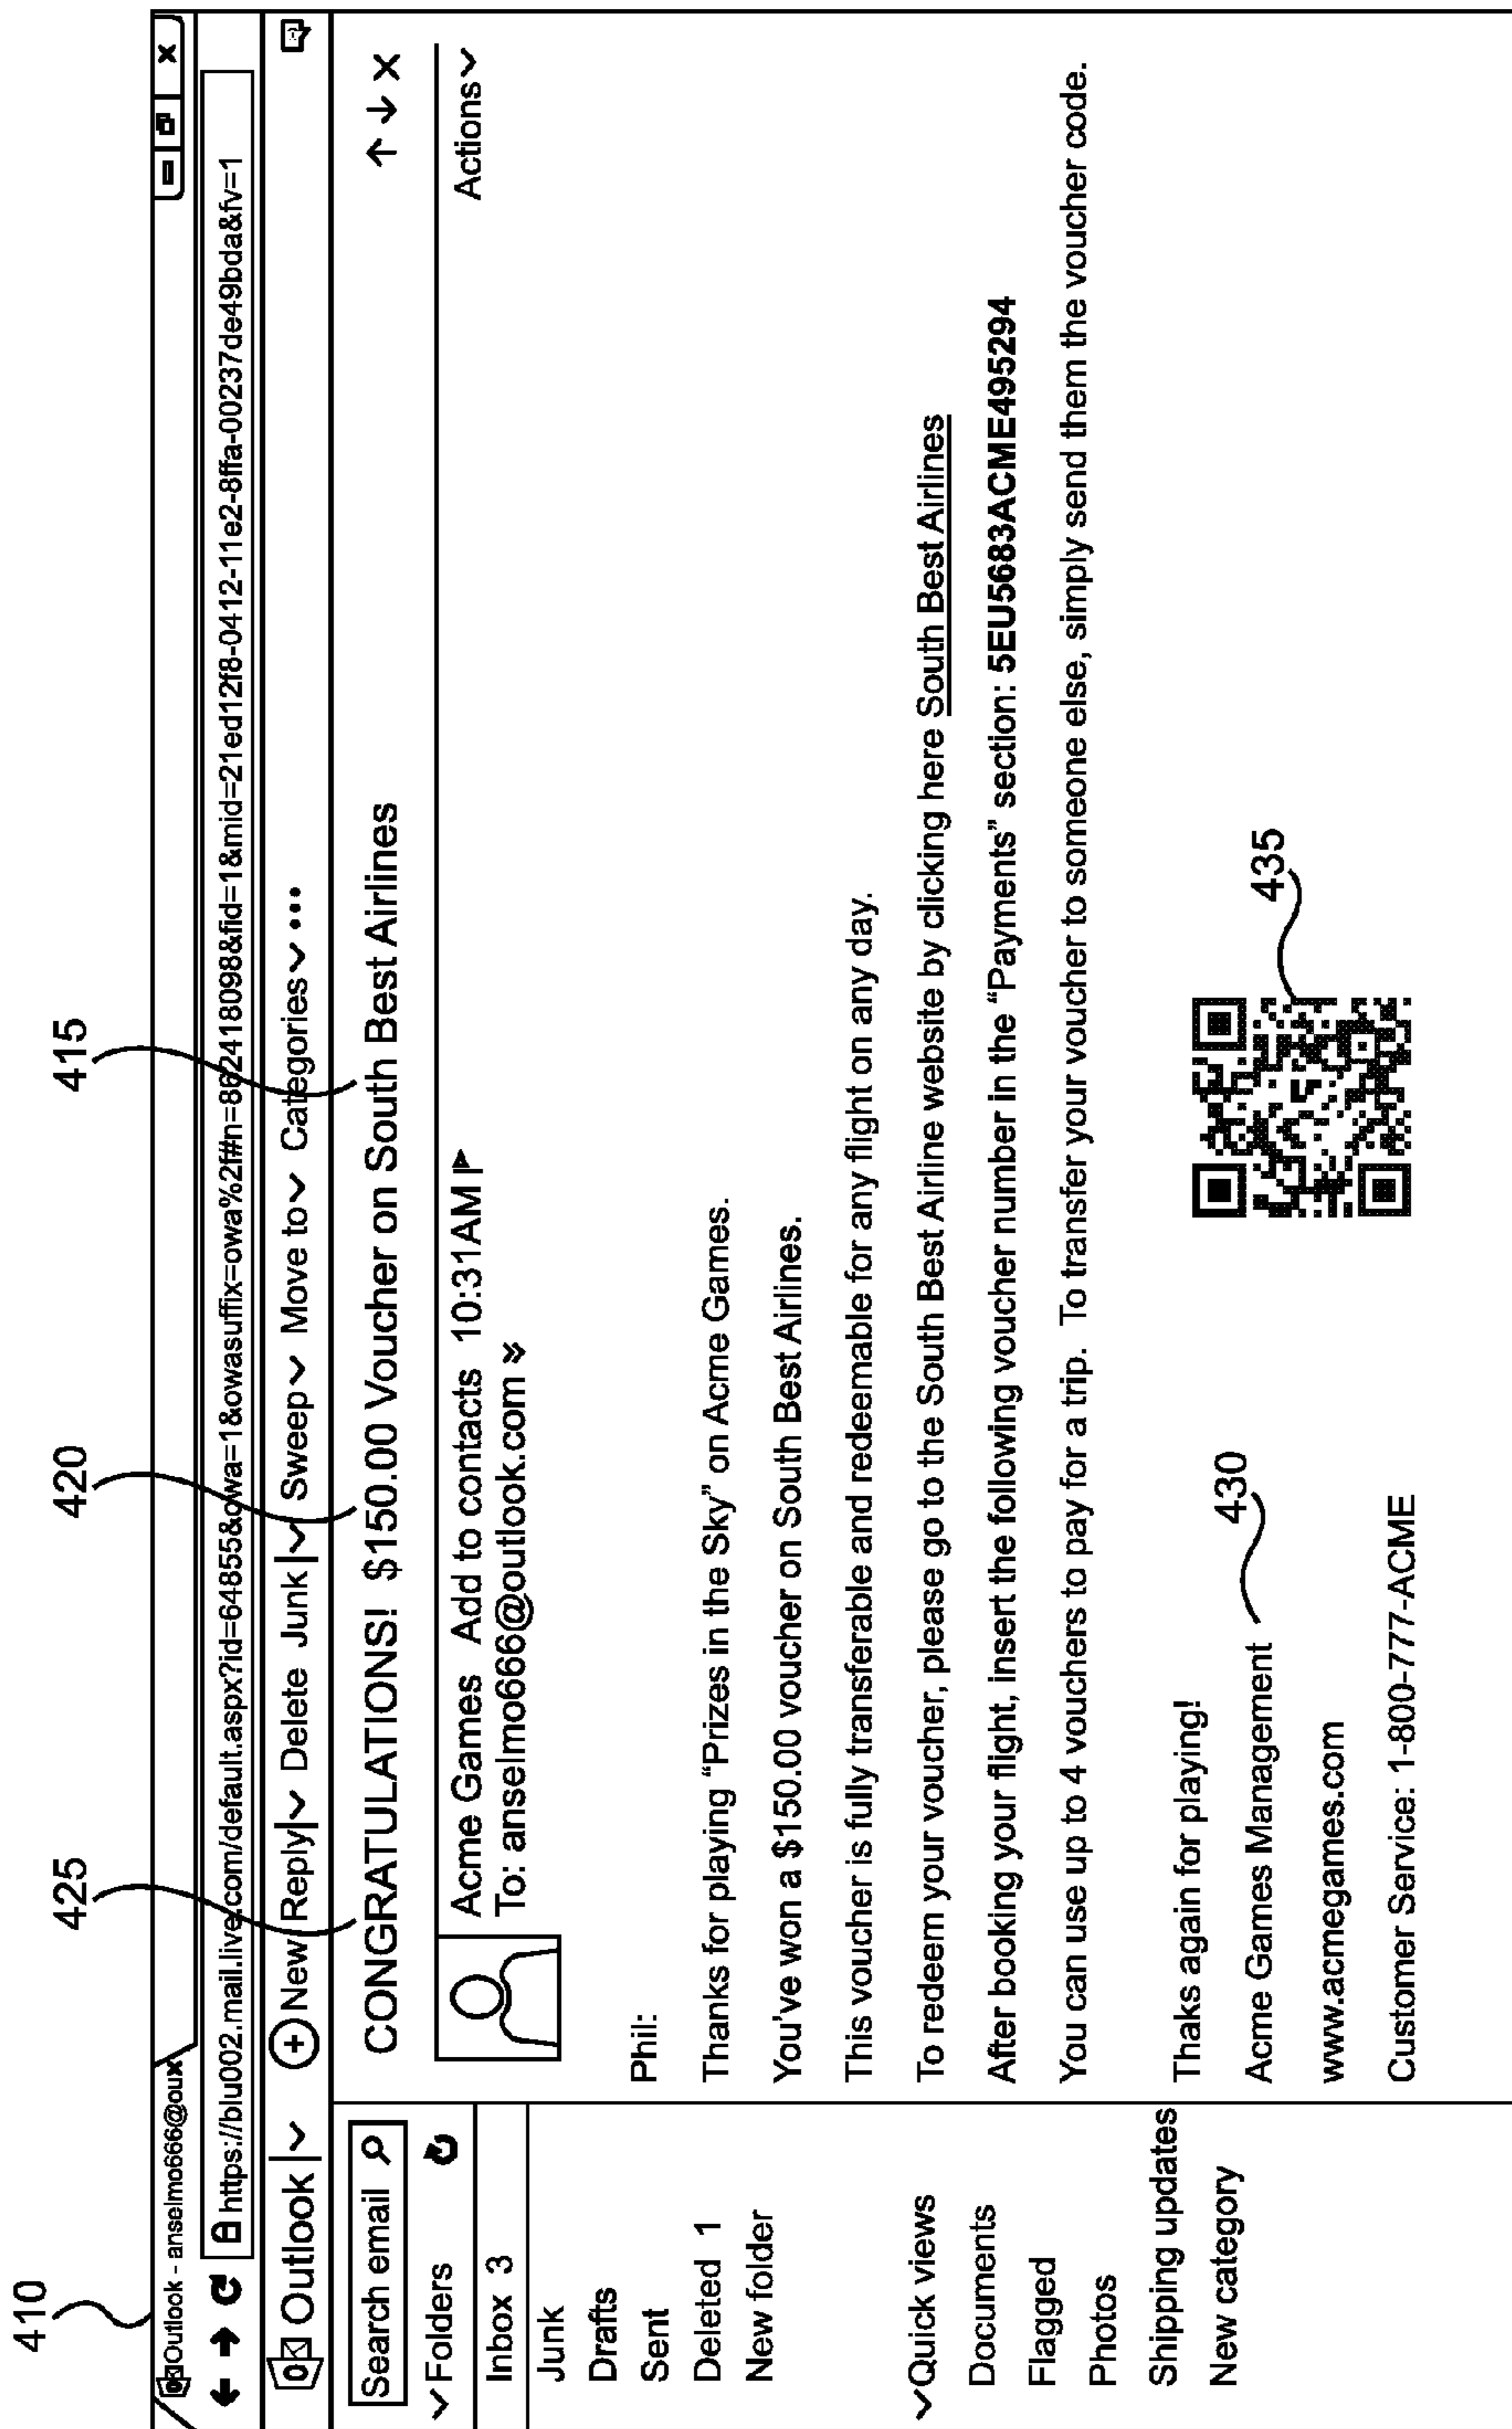 410
425
420
415
Outlook - anselmo666@oux
https://blu002.mail.live.com/default.aspx?id=64855&owa=1&owasuffix=owa%2f#n=862418098&fid=1&mid=21ed12f8-0412-11e2-8ffa-00237de49bda&fv=1
Outlook New Reply Delete Junk Sweep Move to Categories ...
Search email
CONGRATULATIONS! $150.00 Voucher on South Best Airlines
Folders
Inbox 3
Junk
Drafts
Sent
Deleted 1
New folder
Quick views
Documents
Flagged
Photos
Shipping updates
New category
Acme Games Add to contacts 10:31AM
Actions
To: anselmo666@outlook.com
Phil:
Thanks for playing “Prizes in the Sky” on Acme Games.
You've won a $150.00 voucher on South Best Airlines.
This voucher is fully transferable and redeemable for any flight on any day.
To redeem your voucher, please go to the South Best Airline website by clicking here South Best Airlines
After booking your flight, insert the following voucher number in the “Payments” section: 5EU5683ACME495294
You can use up to 4 vouchers to pay for a trip. To transfer your voucher to someone else, simply send them the voucher code.
Thaks again for playing!
Acme Games Management
430
435
www.acmegames.com
Customer Service: 1-800-777-ACME